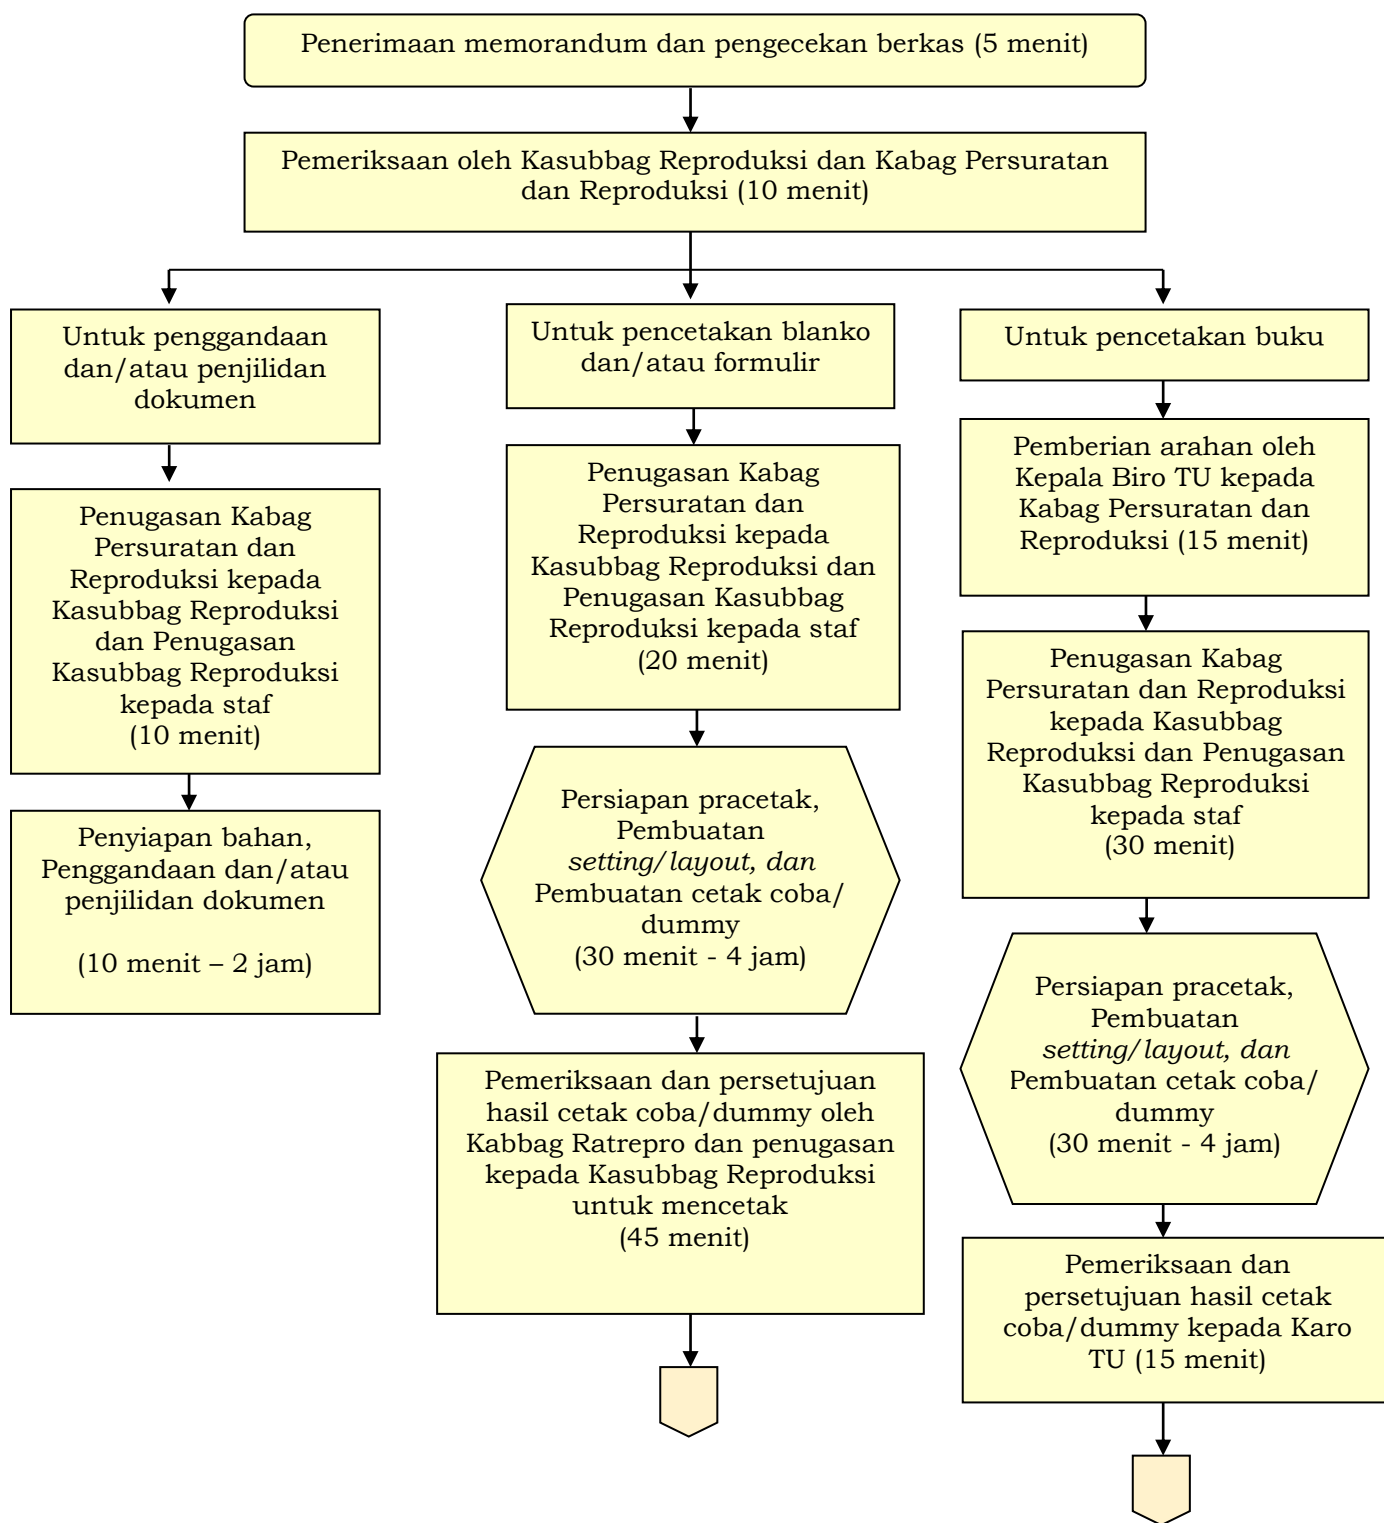 Penerimaan memorandum dan pengecekan berkas (5 menit)
Pemeriksaan oleh Kasubbag Reproduksi dan Kabag Persuratan
dan Reproduksi (10 menit)
Untuk penggandaan
dan/atau penjilidan
dokumen
Penugasan Kabag
Persuratan dan
Reproduksi kepada
Kasubbag Reproduksi
dan Penugasan
Kasubbag Reproduksi
kepada staf
(10 menit)
Penyiapan bahan,
Penggandaan dan/atau
penjilidan dokumen
(10 menit – 2 jam)
Untuk pencetakan blanko
dan/atau formulir
Penugasan Kabag
Persuratan dan
Reproduksi kepada
Kasubbag Reproduksi dan
Penugasan Kasubbag
Reproduksi kepada staf
(20 menit)
Persiapan pracetak,
Pembuatan
setting/layout, dan
Pembuatan cetak coba/
dummy
(30 menit - 4 jam)
Pemeriksaan dan persetujuan
hasil cetak coba/dummy oleh
Kabbag Ratrepro dan penugasan
kepada Kasubbag Reproduksi
untuk mencetak
(45 menit)
Untuk pencetakan buku
Pemberian arahan oleh
Kepala Biro TU kepada
Kabag Persuratan dan
Reproduksi (15 menit)
Penugasan Kabag
Persuratan dan Reproduksi
kepada Kasubbag
Reproduksi dan Penugasan
Kasubbag Reproduksi
kepada staf
(30 menit)
Persiapan pracetak,
Pembuatan
setting/layout, dan
Pembuatan cetak coba/
dummy
(30 menit - 4 jam)
Pemeriksaan dan
persetujuan hasil cetak
coba/dummy kepada Karo
TU (15 menit)